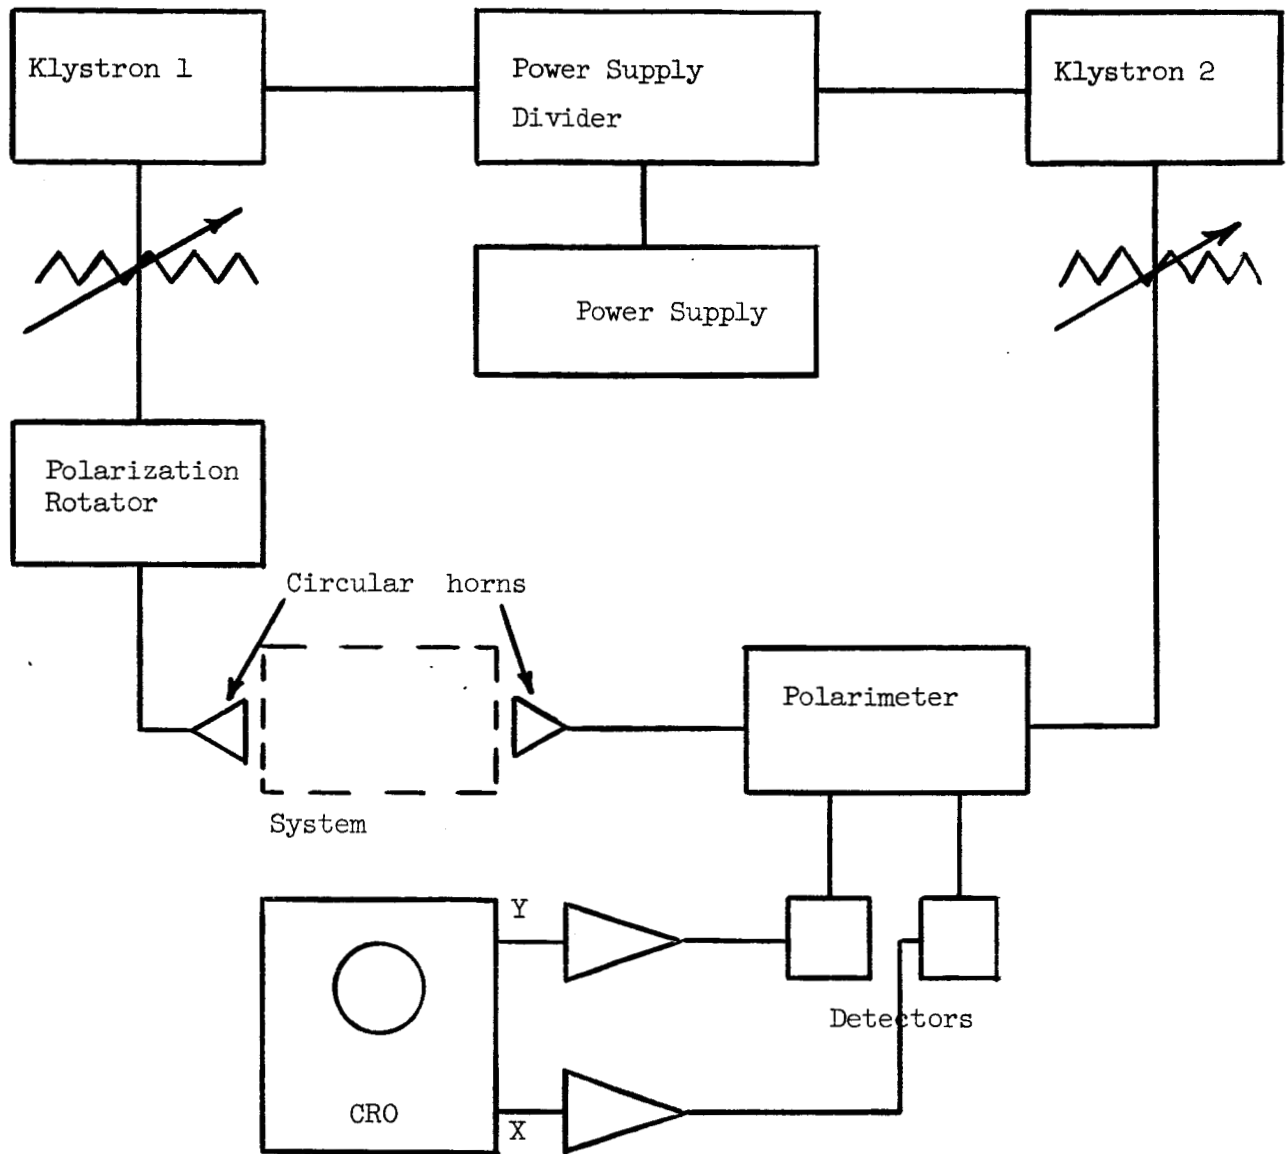 Klystron 1
Power Supply
Divider
Klystron 2
Power Supply
Polarization
Rotator
Circular horns
Polarimeter
System
Y
Detectors
CRO
X